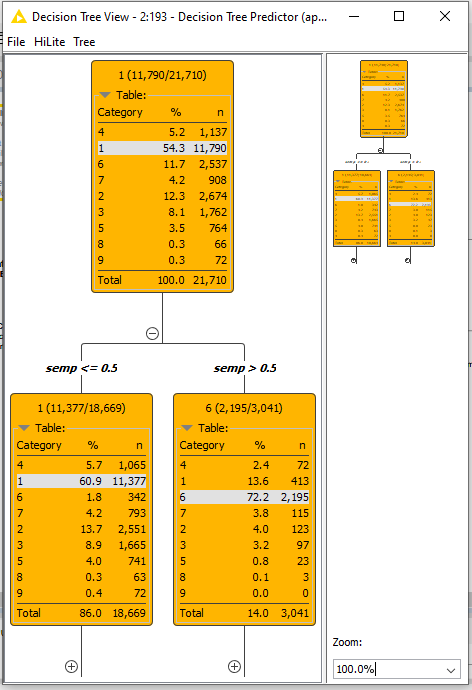 Decision Tree View - 2:193 - Decision Tree Predictor (ap...
File HiLite Tree
1 (11,790/21,710)
Table:
Category % n
4 5.2 1,137
1 54.3 11,790
6 11.7 2,537
7 4.2 908
2 12.3 2,674
3 8.1 1,762
5 3.5 764
8 0.3 66
9 0.3 72
Total 100.0 21,710
semp <= 0.5
semp > 0.5
1 (11,377/18,669)
Table:
Category % n
4 5.7 1,065
1 60.9 11,377
6 1.8 342
7 4.2 793
2 13.7 2,551
3 8.9 1,665
5 4.0 741
8 0.3 63
9 0.4 72
Total 86.0 18,669
6 (2,195/3,041)
Table:
Category % n
4 2.4 72
1 13.6 413
6 72.2 2,195
7 3.8 115
2 4.0 123
3 3.2 97
5 0.8 23
8 0.1 3
9 0.0 0
Total 14.0 3,041
Zoom:
100.0%